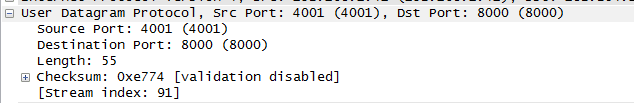 User Datagram Protocol, Src Port: 4001 (4001), Dst Port: 8000 (8000)
Source Port: 4001 (4001)
Destination Port: 8000 (8000)
Length: 55
Checksum: 0xe774 [validation disabled]
[Stream index: 91]